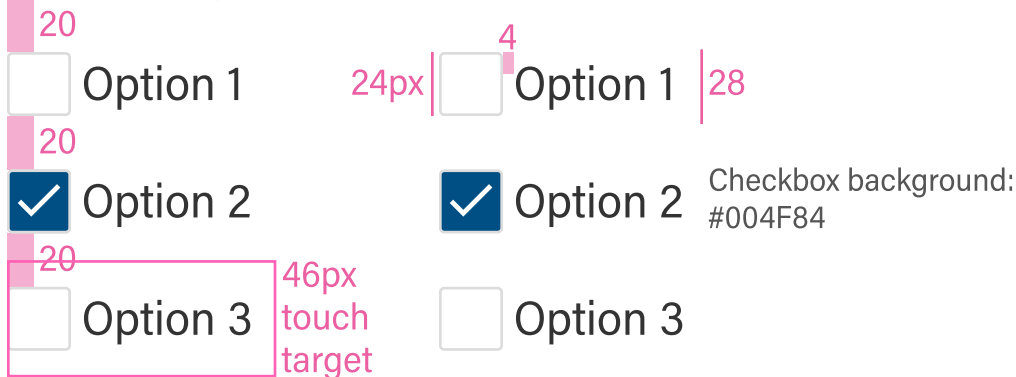 20
4
Option 1
24px
Option 1
28
20
Option 2
Option 2
Checkbox background:
#004F84
20
46px
touch
target
Option 3
Option 3